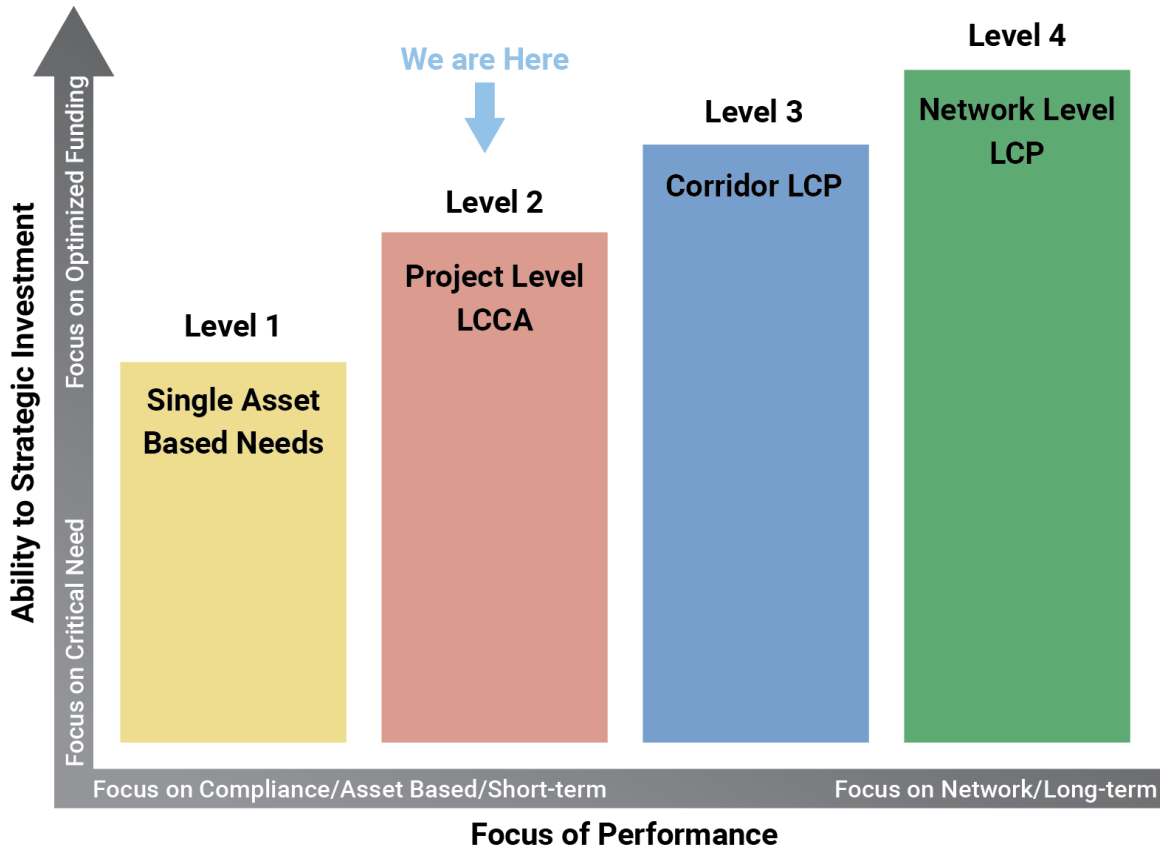 Level 4
We are Here
Network Level
LCP
Level 3
Corridor LCP
Level 2
Project Level
LCCA
Level 1
Single Asset
Based Needs
Ability to Strategic Investment
Focus on Optimized Funding
Focus on Critical Need
Focus on Compliance/Asset Based/Short-term
Focus on Network/Long-term
Focus of Performance